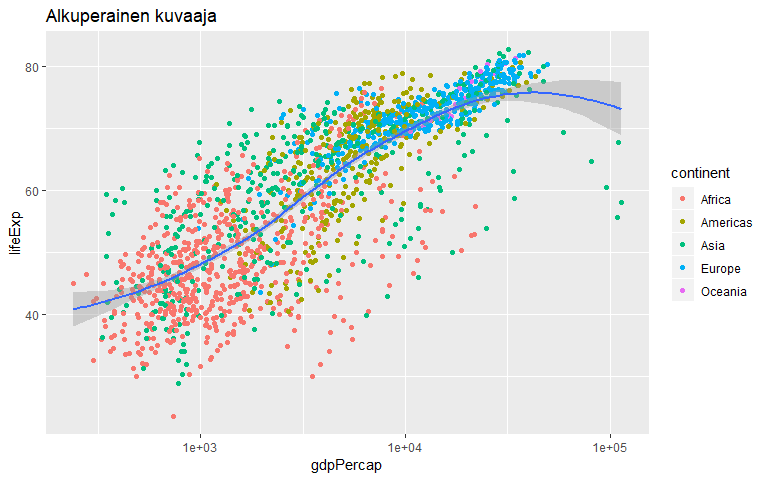 Alkuperainen kuvaaja
80
60
40
lifeExp
1e+03
1e+04
1e+05
gdpPercap
continent
Africa
Americas
Asia
Europe
Oceania